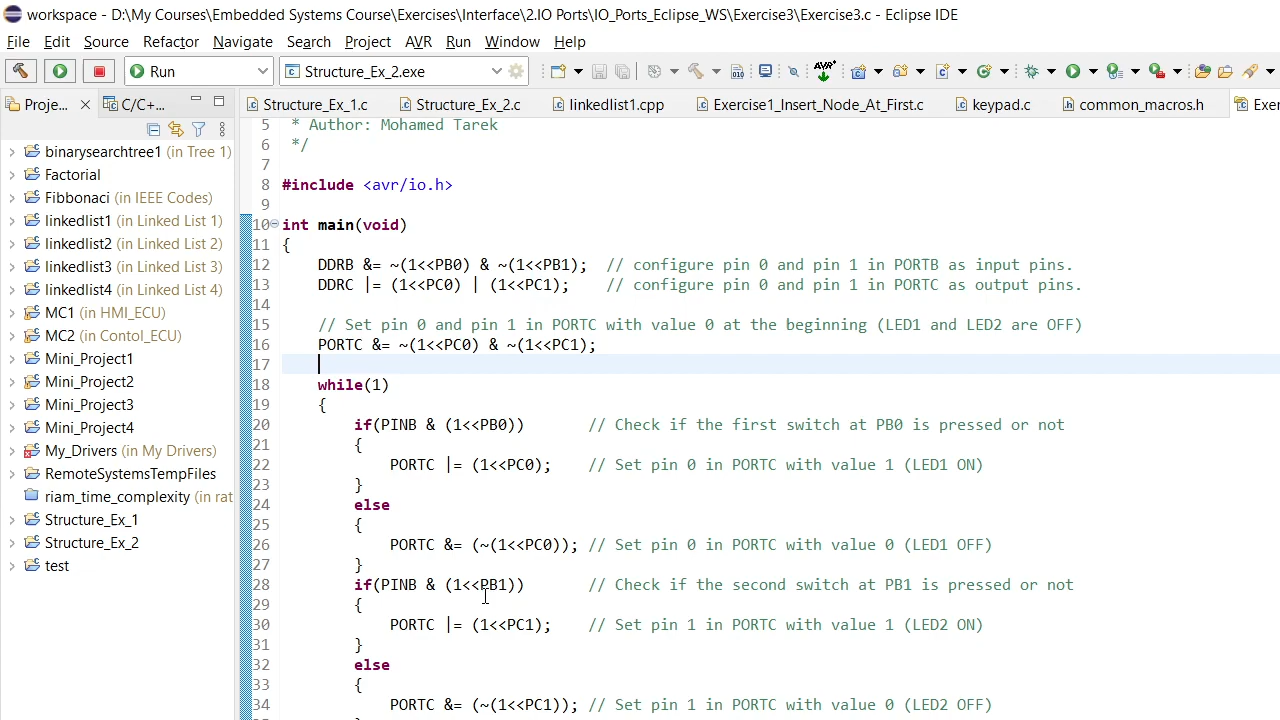 workspace - D:\My Courses\Embedded Systems Course\Exercises\Interface\2.IO Ports\IO_Ports_Eclipse_WS\Exercise3\Exercise3.c - Eclipse IDE
File Edit Source Refactor Navigate Search Project AVR Run Window Help
Run Structure_Ex_2.exe
Proje... C/C+... Structure_Ex_1.c Structure_Ex_2.c linkedlist1.cpp Exercise1_Insert_Node_At_First.c keypad.c common_macros.h Exer
binarysearchtree1 (in Tree 1)
Factorial
Fibbonaci (in IEEE Codes)
linkedlist1 (in Linked List 1)
linkedlist2 (in Linked List 2)
linkedlist3 (in Linked List 3)
linkedlist4 (in Linked List 4)
MC1 (in HMI_ECU)
MC2 (in Contol_ECU)
Mini_Project1
Mini_Project2
Mini_Project3
Mini_Project4
My_Drivers (in My Drivers)
RemoteSystemsTempFiles
riam_time_complexity (in rat
Structure_Ex_1
Structure_Ex_2
test
5 * Author: Mohamed Tarek
6 */
7
8 #include <avr/io.h>
9
10 int main(void)
11 {
12 DDRB &= ~(1<<PB0) & ~(1<<PB1); // configure pin 0 and pin 1 in PORTB as input pins.
13 DDRC |= (1<<PC0) | (1<<PC1); // configure pin 0 and pin 1 in PORTC as output pins.
14
15 // Set pin 0 and pin 1 in PORTC with value 0 at the beginning (LED1 and LED2 are OFF)
16 PORTC &= ~(1<<PC0) & ~(1<<PC1);
17
18 while(1)
19 {
20 if(PINB & (1<<PB0)) // Check if the first switch at PB0 is pressed or not
21 {
22 PORTC |= (1<<PC0); // Set pin 0 in PORTC with value 1 (LED1 ON)
23 }
24 else
25 {
26 PORTC &= (~(1<<PC0)); // Set pin 0 in PORTC with value 0 (LED1 OFF)
27 }
28 if(PINB & (1<<PB1)) // Check if the second switch at PB1 is pressed or not
29 {
30 PORTC |= (1<<PC1); // Set pin 1 in PORTC with value 1 (LED2 ON)
31 }
32 else
33 {
34 PORTC &= (~(1<<PC1)); // Set pin 1 in PORTC with value 0 (LED2 OFF)